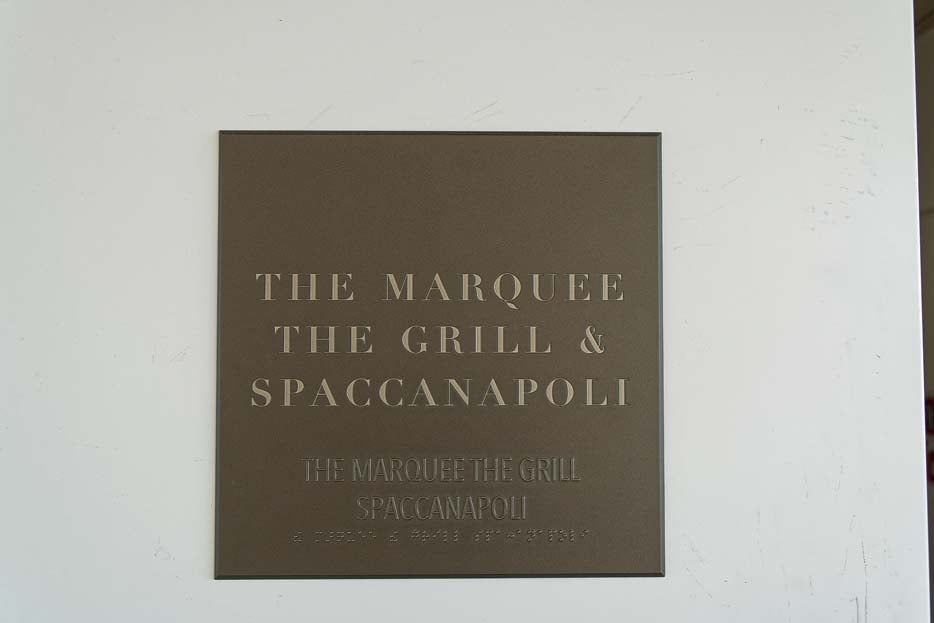 THE MARQUEE
THE GRILL &
SPACCANAPOLI
THE MARQUEE THE GRILL
SPACCANAPOLI